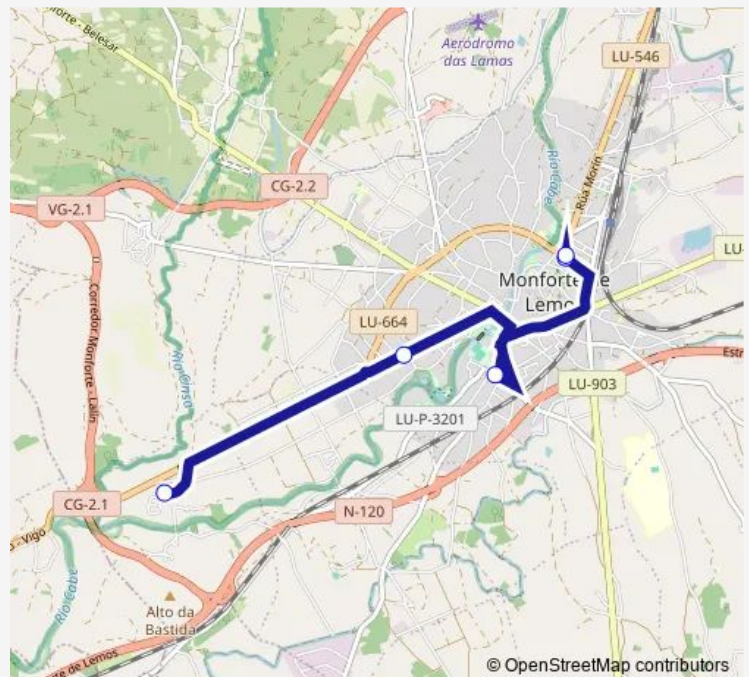 forte - Belesar
Aeródromo
das Lamas
LU-546
Río Cabe
Rúa Morín
CG-2.2
VG-2.1
LU-
Corredor Monforte - Lalín
Monforte de
Lemos
LU-664
Río Cinsa
Estr
LU-903
LU-P-3201
CG-2.1
N-120
- Vigo
Río Cabe
Alto da
Bastida
te de Lemos
© OpenStreetMap contributors